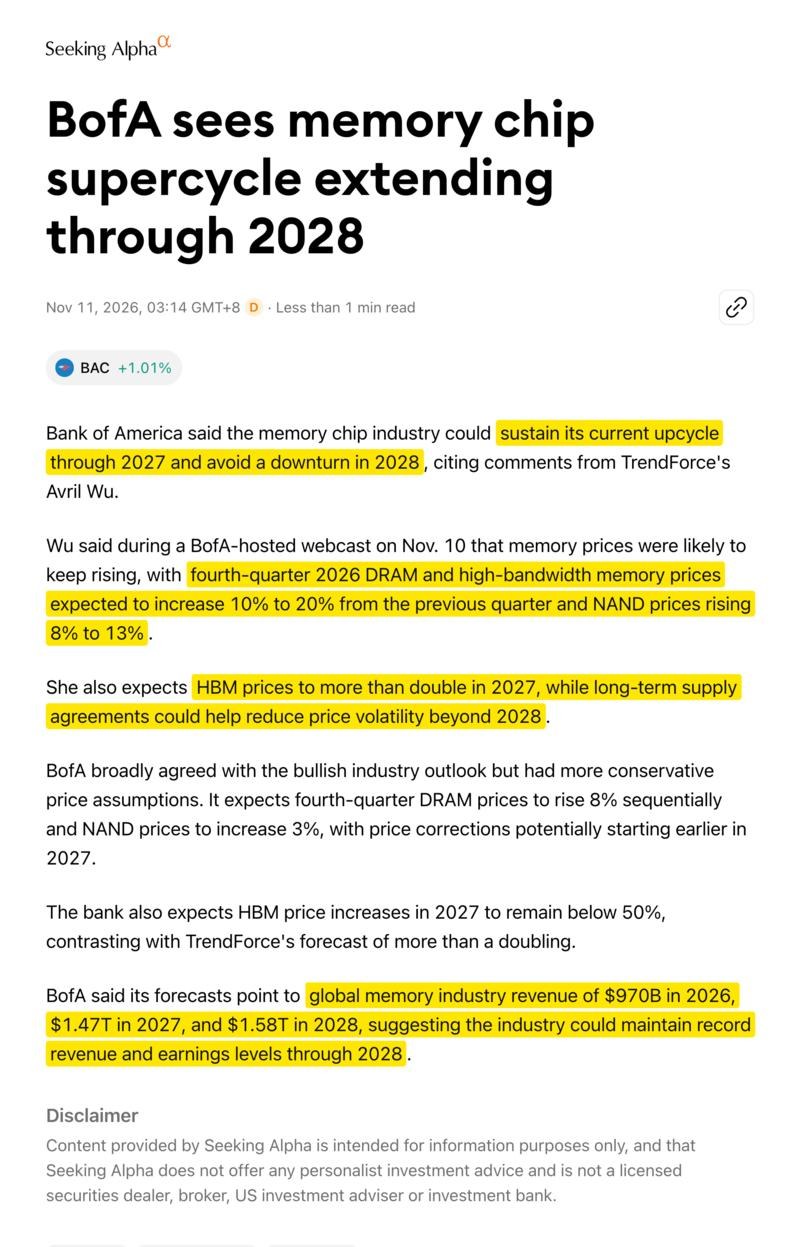 Seeking Alpha α
BofA sees memory chip
supercycle extending
through 2028
Nov 11, 2026, 03:14 GMT+8 D · Less than 1 min read
BAC +1.01%
Bank of America said the memory chip industry could sustain its current upcycle
through 2027 and avoid a downturn in 2028, citing comments from TrendForce's
Avril Wu.
Wu said during a BofA-hosted webcast on Nov. 10 that memory prices were likely to
keep rising, with fourth-quarter 2026 DRAM and high-bandwidth memory prices
expected to increase 10% to 20% from the previous quarter and NAND prices rising
8% to 13%.
She also expects HBM prices to more than double in 2027, while long-term supply
agreements could help reduce price volatility beyond 2028.
BofA broadly agreed with the bullish industry outlook but had more conservative
price assumptions. It expects fourth-quarter DRAM prices to rise 8% sequentially
and NAND prices to increase 3%, with price corrections potentially starting earlier in
2027.
The bank also expects HBM price increases in 2027 to remain below 50%,
contrasting with TrendForce's forecast of more than a doubling.
BofA said its forecasts point to global memory industry revenue of $970B in 2026,
$1.47T in 2027, and $1.58T in 2028, suggesting the industry could maintain record
revenue and earnings levels through 2028.
Disclaimer
Content provided by Seeking Alpha is intended for information purposes only, and that
Seeking Alpha does not offer any personalist investment advice and is not a licensed
securities dealer, broker, US investment adviser or investment bank.